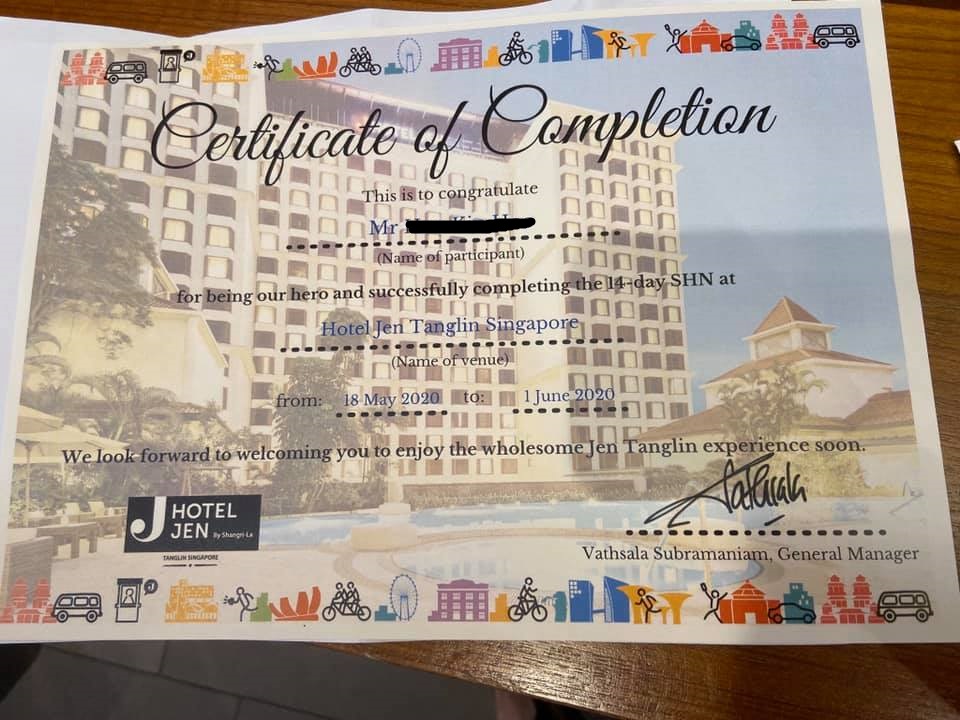 Certificate of Completion
This is to congratulate
Mr
(Name of participant)
for being our hero and successfully completing the 14-day SHN at
Hotel Jen Tanglin Singapore
(Name of venue)
from: 18 May 2020 to: 1 June 2020
We look forward to welcoming you to enjoy the wholesome Jen Tanglin experience soon.
J HOTEL
JEN By Shangri-La
TANGLIN SINGAPORE
Vathsala Subramaniam, General Manager